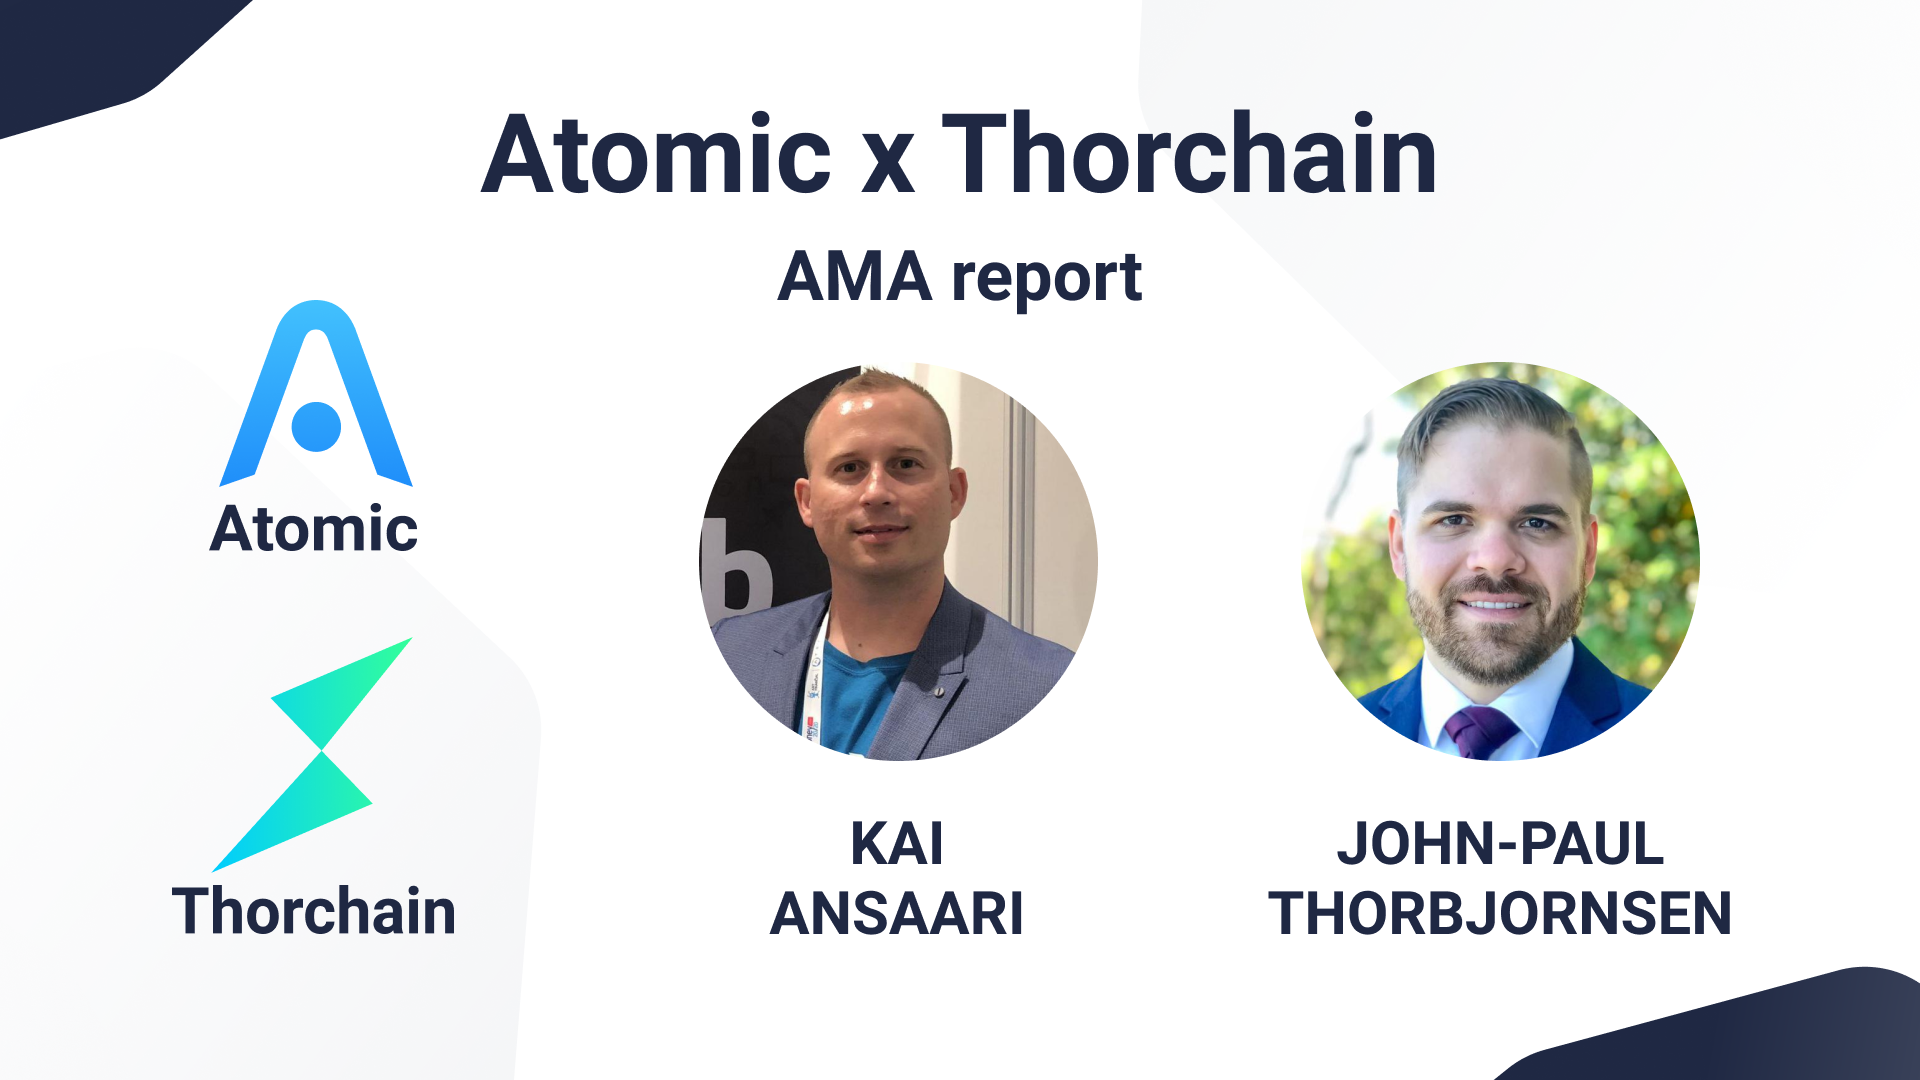 Atomic x Thorchain
AMA report
Atomic
Thorchain
b
KAI
ANSAARI
JOHN-PAUL
THORBJORNSEN